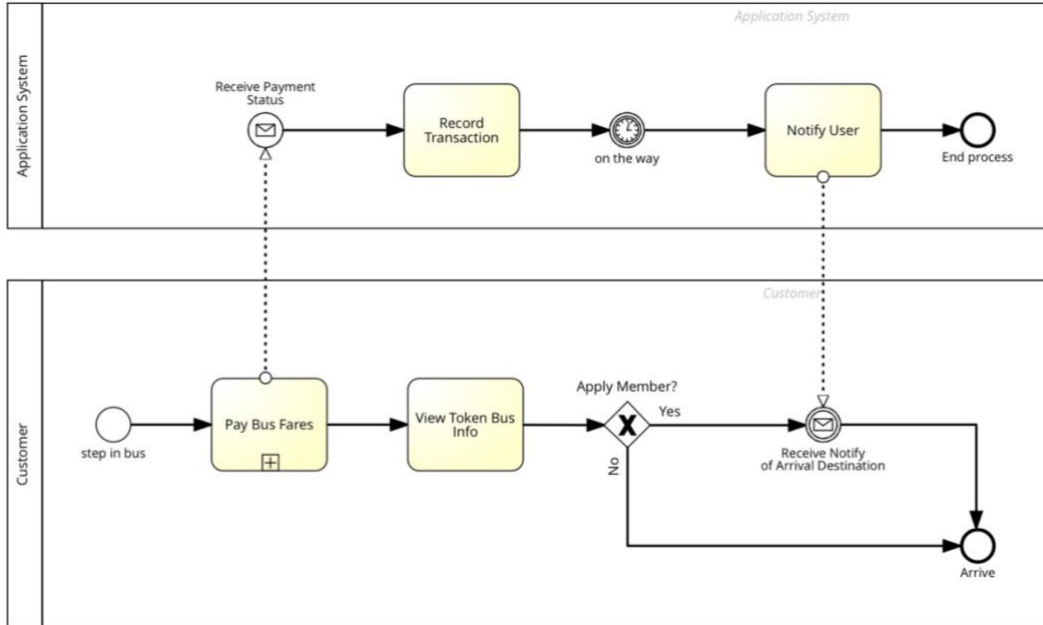 Application System
Application System
Receive Payment
Status
Record
Transaction
on the way
Notify User
End process
Customer
Customer
step in bus
Pay Bus Fares
View Token Bus
Info
Apply Member?
Yes
No
Receive Notify
of Arrival Destination
Arrive